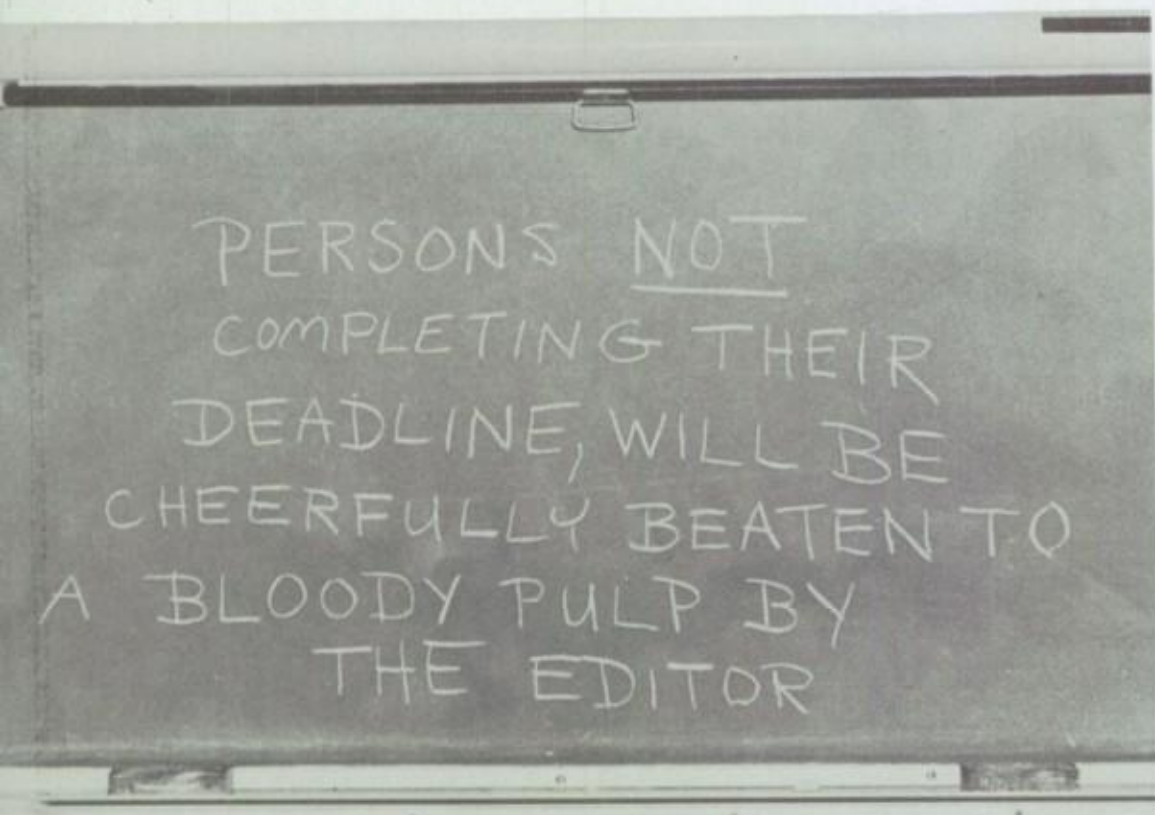 PERSONS NOT
COMPLETING THEIR
DEADLINE, WILL BE
CHEERFULLY BEATEN TO
A BLOODY PULP BY
THE EDITOR